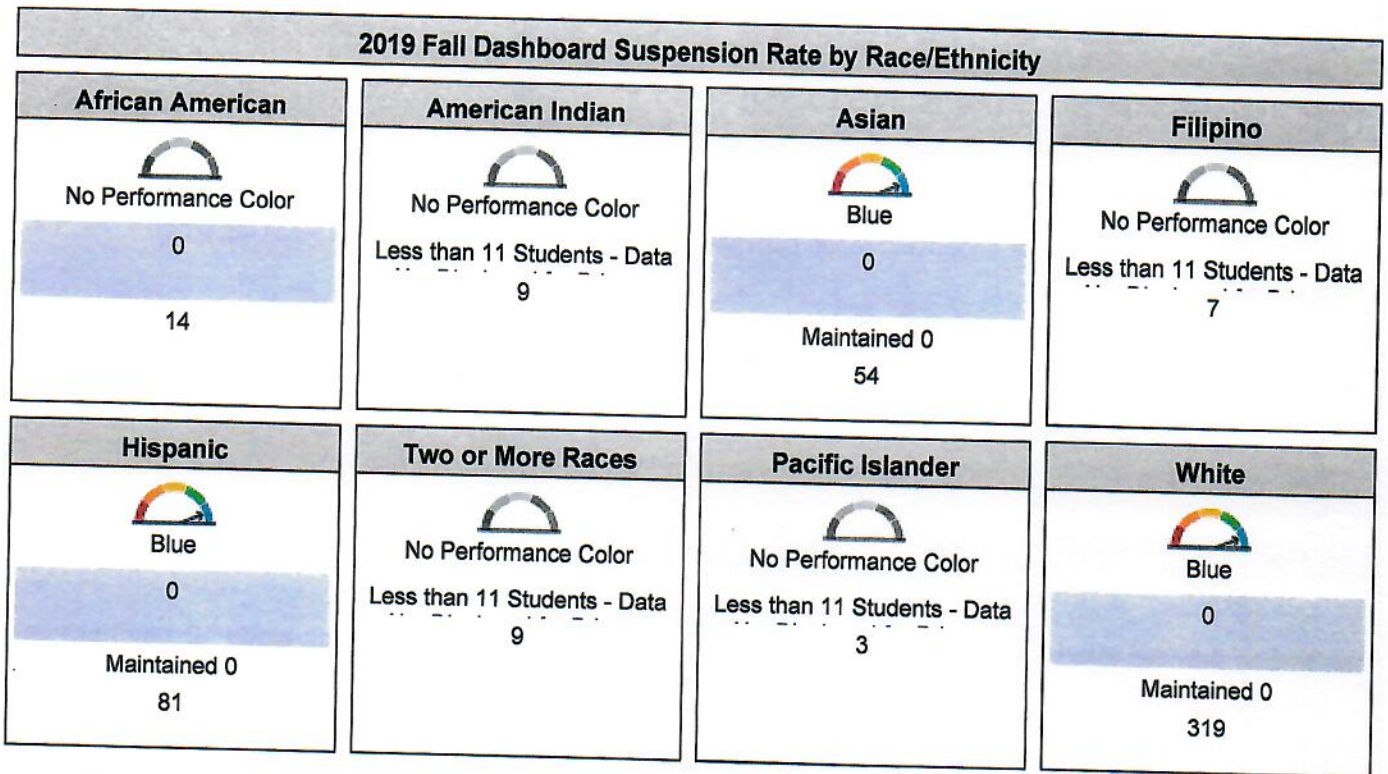 2019 Fall Dashboard Suspension Rate by Race/Ethnicity
African American
No Performance Color
0
14
American Indian
No Performance Color
Less than 11 Students - Data
9
Asian
Blue
0
Maintained 0
54
Filipino
No Performance Color
Less than 11 Students - Data
7
Hispanic
Blue
0
Maintained 0
81
Two or More Races
No Performance Color
Less than 11 Students - Data
9
Pacific Islander
No Performance Color
Less than 11 Students - Data
3
White
Blue
0
Maintained 0
319